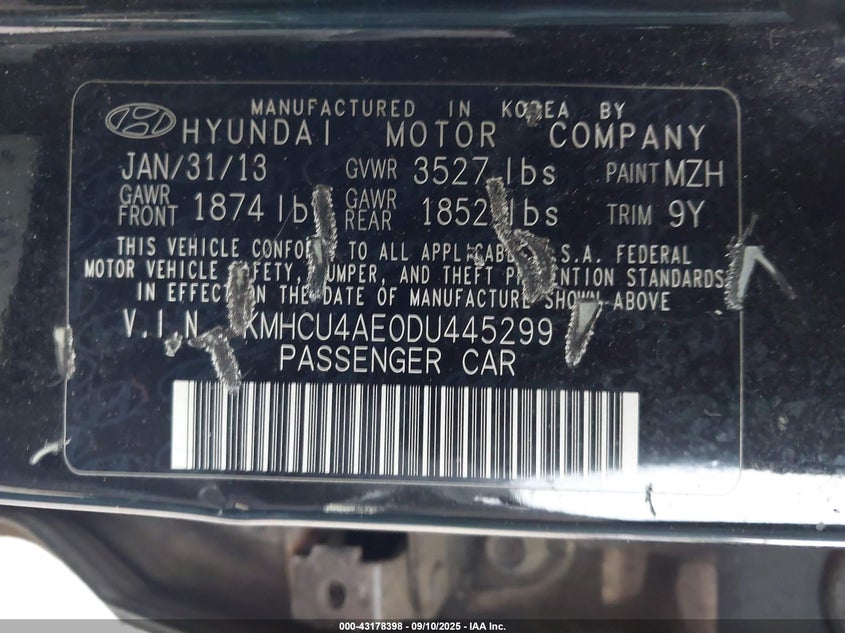 MANUFACTURED IN KOREA BY
HYUNDAI MOTOR COMPANY
JAN/31/13 GVWR 3527 lbs PAINT MZH
GAWR FRONT 1874 lb GAWR REAR 1852 lbs TRIM 9Y
THIS VEHICLE CONFO TO ALL APPLICABLE U.S.A. FEDERAL
MOTOR VEHICLE SAFETY, BUMPER, AND THEFT PREVENTION STANDARDS
IN EFFECT ON THE DATE OF MANUFACTURE SHOWN ABOVE
V.I.N. KMHCU4AE0DU445299
PASSENGER CAR
000-43178398 - 09/10/2025 - IAA Inc.